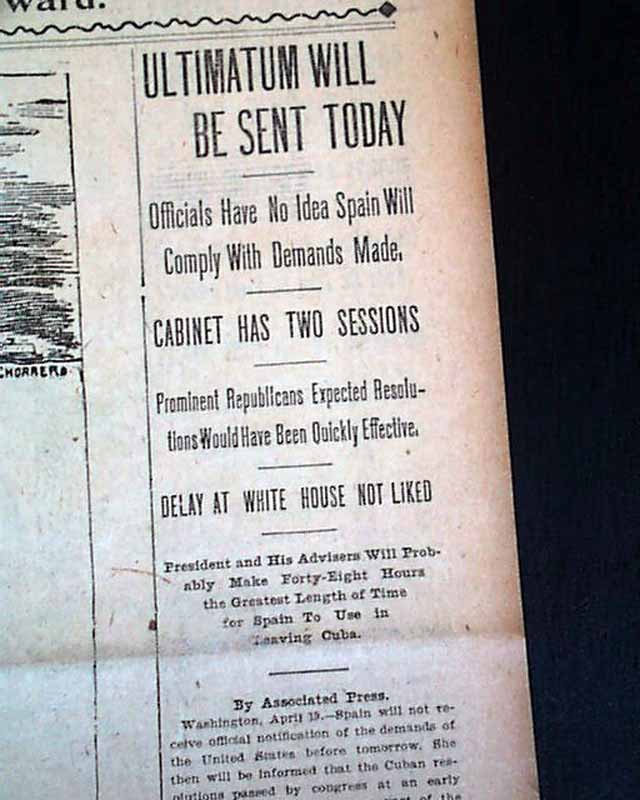 ward.
ULTIMATUM WILL
BE SENT TODAY
Officials Have No Idea Spain Will
Comply With Demands Made.
CABINET HAS TWO SESSIONS
CHORRERO
Prominent Republicans Expected Resolu-
tions Would Have Been Quickly Effective.
DELAY AT WHITE HOUSE NOT LIKED
President and His Advisers Will Prob-
ably Make Forty-Eight Hours
the Greatest Length of Time
for Spain To Use in
Leaving Cuba.
By Associated Press.
Washington, April 19.—Spain will not re-
ceive official notification of the demands of
the United States before tomorrow. She
then will be informed that the Cuban res-
olutions passed by congress at an early
of the